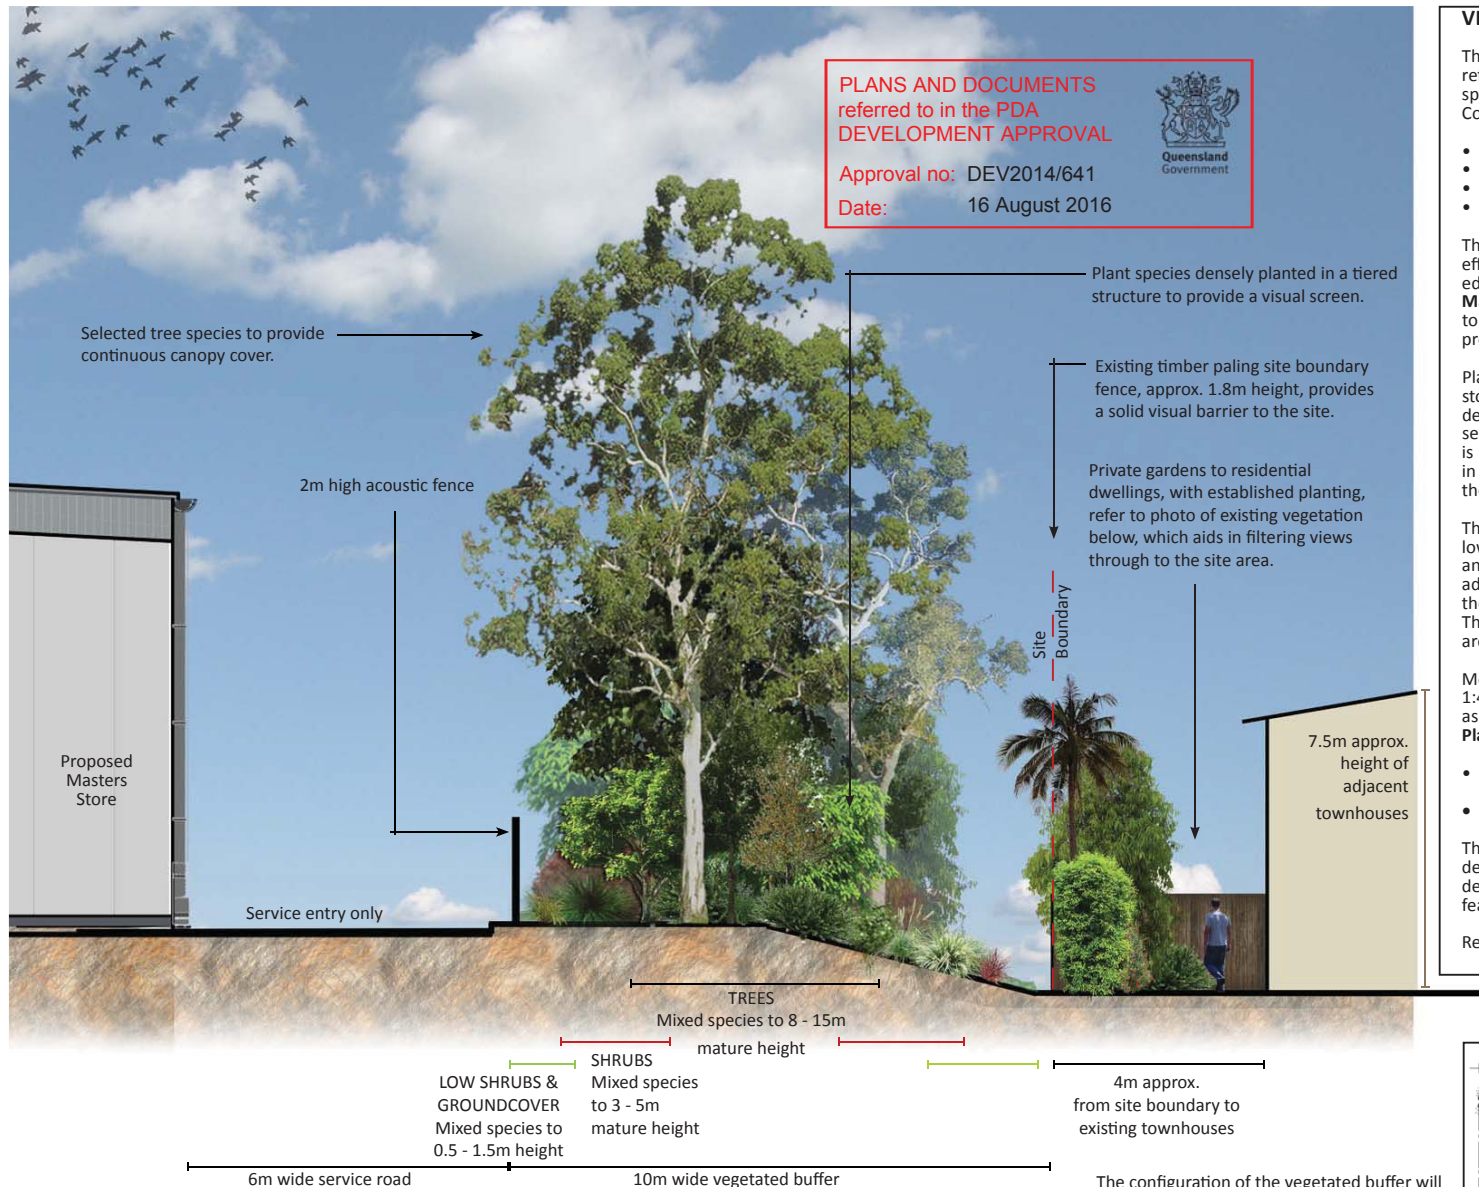 PLANS AND DOCUMENTS
referred to in the PDA
DEVELOPMENT APPROVAL
Approval no: DEV2014/641
Date: 16 August 2016
Queensland
Government
Plant species densely planted in a tiered
structure to provide a visual screen.
Selected tree species to provide
continuous canopy cover.
Existing timber paling site boundary
fence, approx. 1.8m height, provides
a solid visual barrier to the site.
2m high acoustic fence
Private gardens to residential
dwellings, with established planting,
refer to photo of existing vegetation
below, which aids in filtering views
through to the site area.
Site
Boundary
Proposed
Masters
Store
7.5m approx.
height of
adjacent
townhouses
Service entry only
TREES
Mixed species to 8 - 15m
mature height
SHRUBS
Mixed species
to 3 - 5m
mature height
LOW SHRUBS &
GROUNDCOVER
Mixed species to
0.5 - 1.5m height
4m approx.
from site boundary to
existing townhouses
6m wide service road
10m wide vegetated buffer
The configuration of the vegetated buffer will